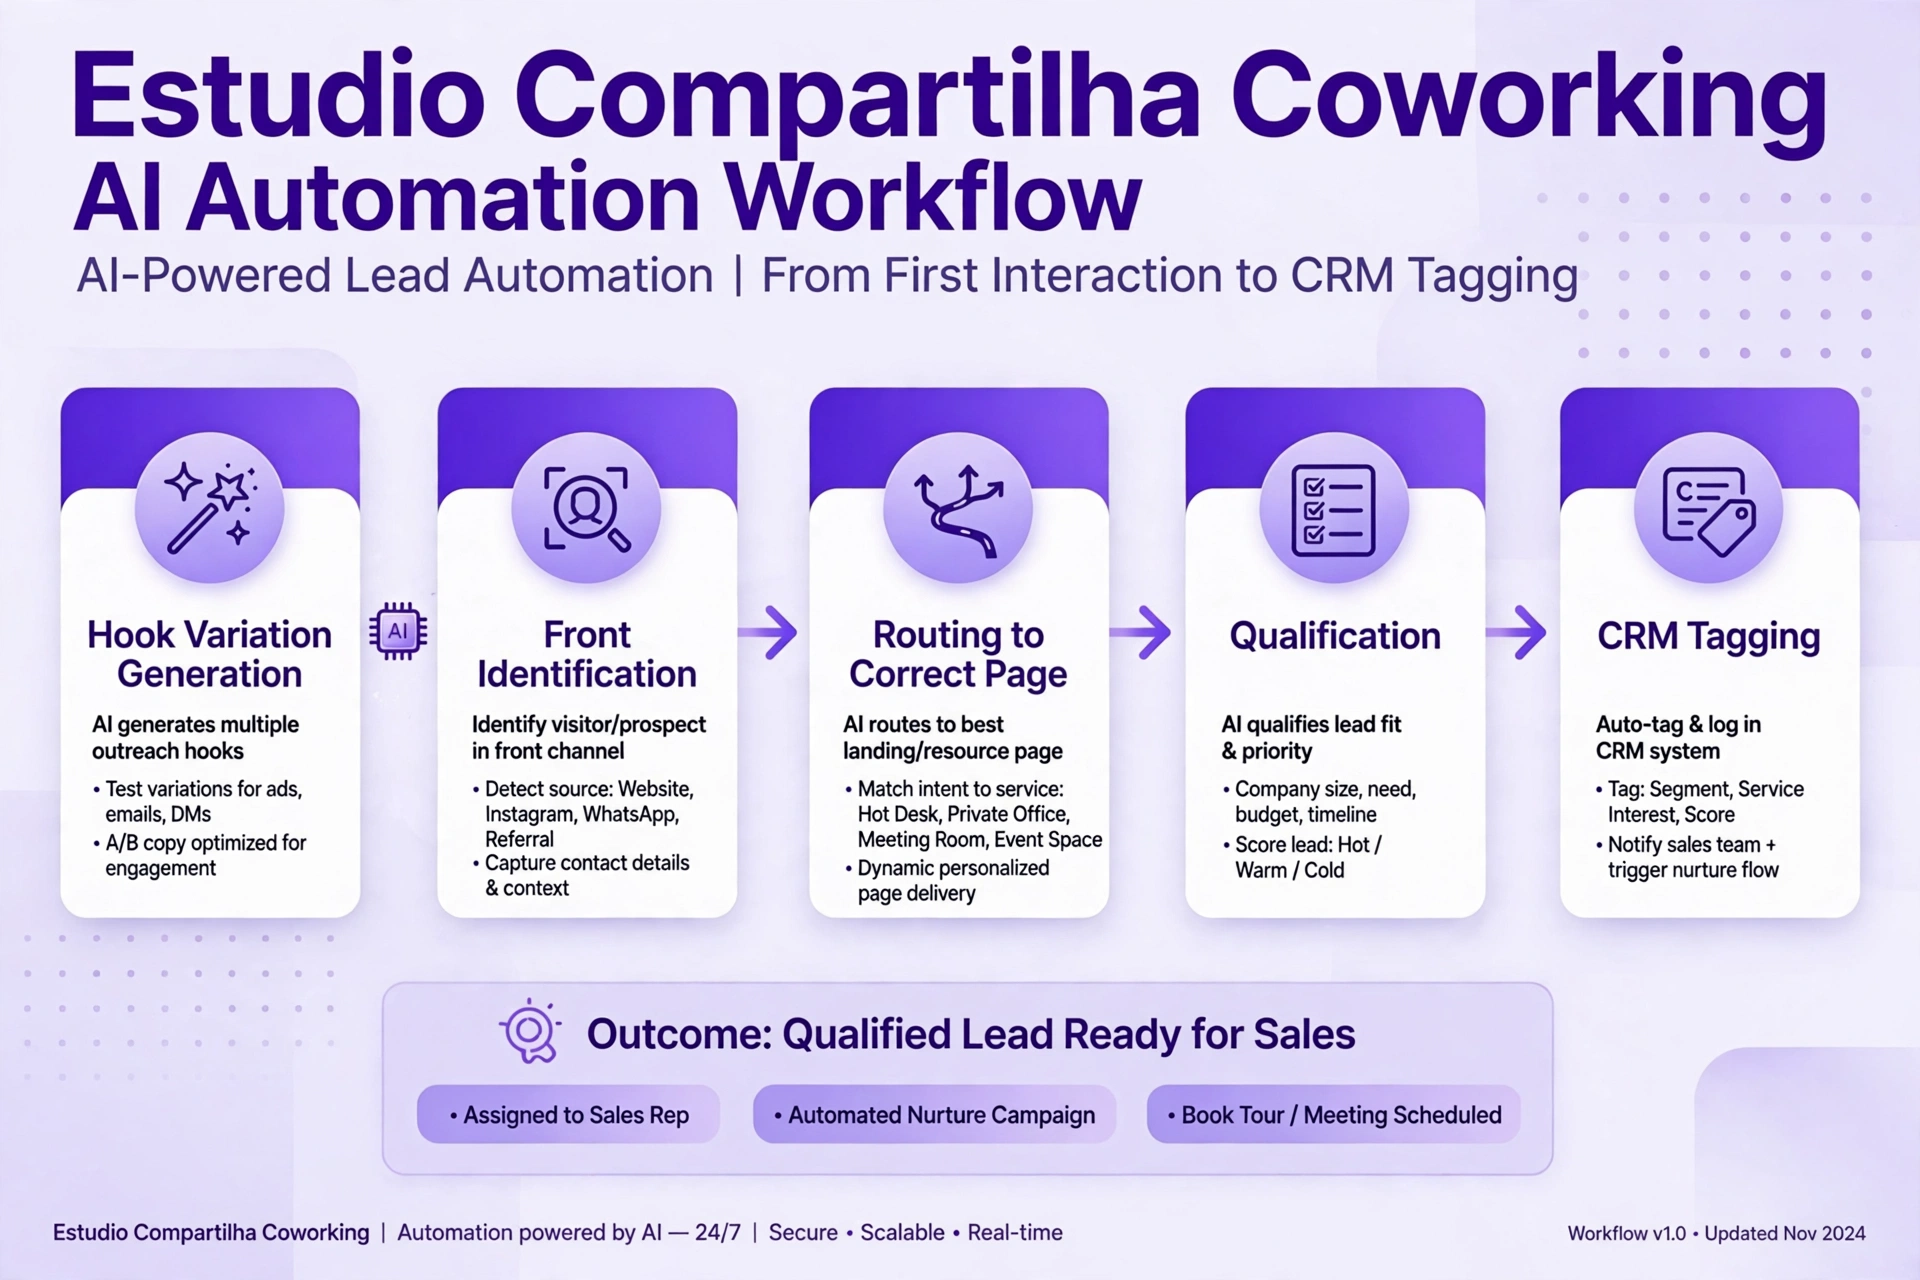 Estudio Compartilha Coworking
AI Automation Workflow
AI-Powered Lead Automation | From First Interaction to CRM Tagging
Hook Variation
Generation
AI generates multiple
outreach hooks
• Test variations for ads,
emails, DMs
• A/B copy optimized for
engagement
AI
Front
Identification
Identify visitor/prospect
in front channel
• Detect source: Website,
Instagram, WhatsApp,
Referral
• Capture contact details
& context
Routing to
Correct Page
AI routes to best
landing/resource page
• Match intent to service:
Hot Desk, Private Office,
Meeting Room, Event Space
• Dynamic personalized
page delivery
Qualification
AI qualifies lead fit
& priority
• Company size, need,
budget, timeline
• Score lead: Hot /
Warm / Cold
C
CRM Tagging
Auto-tag & log in
CRM system
• Tag: Segment, Service
Interest, Score
• Notify sales team +
trigger nurture flow
Outcome: Qualified Lead Ready for Sales
• Assigned to Sales Rep
• Automated Nurture Campaign
• Book Tour / Meeting Scheduled
Estudio Compartilha Coworking | Automation powered by AI — 24/7 | Secure • Scalable • Real-time
Workflow v1.0 • Updated Nov 2024